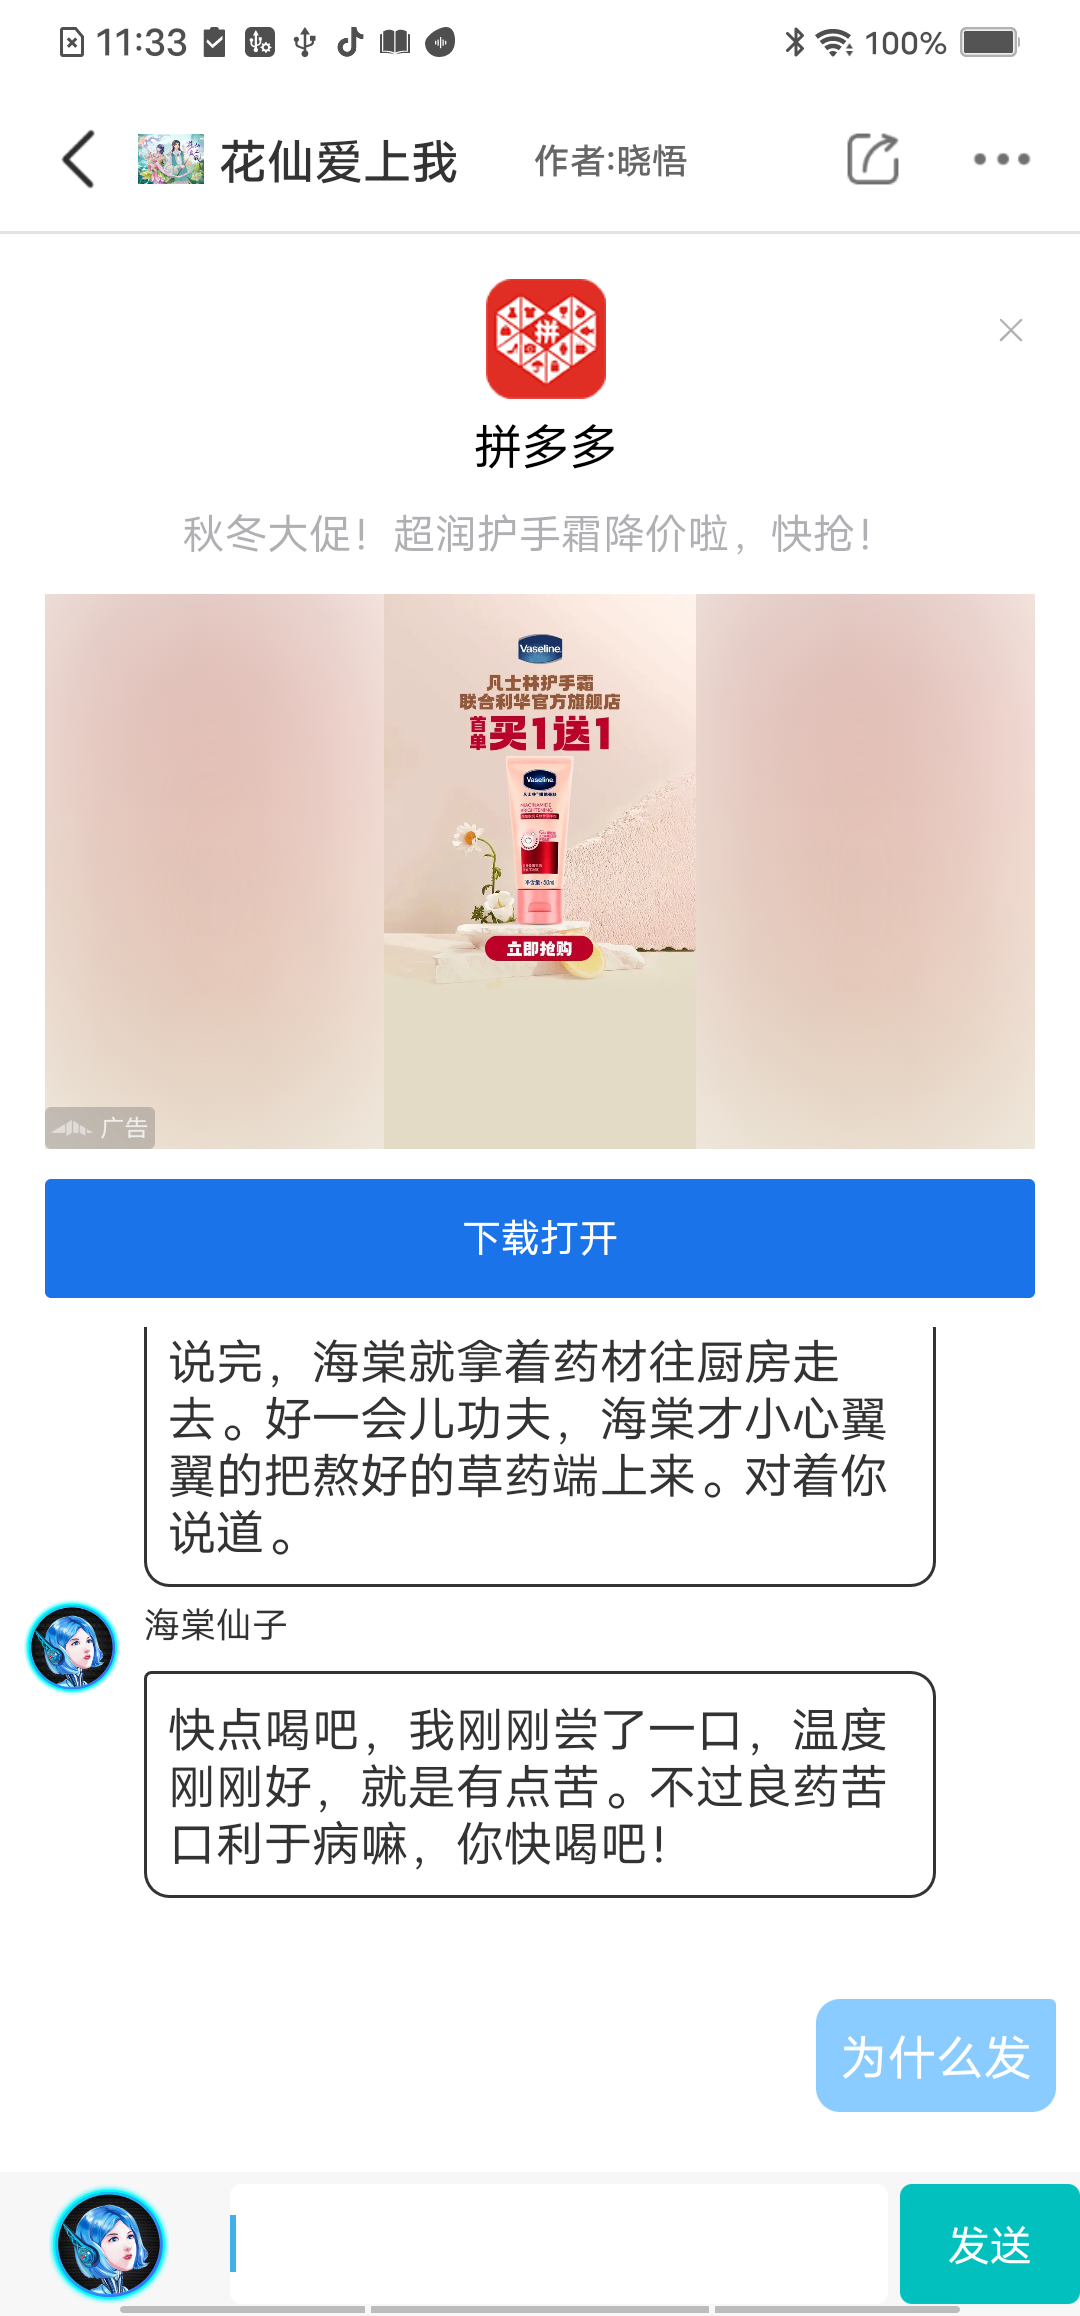 11:33
100%
花仙爱上我
作者:晓悟
拼多多
秋冬大促！超润护手霜降价啦，快抢！
Vaseline
凡士林护手霜
联合利华官方旗舰店
首单买1送1
Vaseline
NIACINAMIDE
BRIGHTENING
净含量:50ml
立即抢购
广告
下载打开
说完，海棠就拿着药材往厨房走
去。好一会儿功夫，海棠才小心翼
翼的把熬好的草药端上来。对着你
说道。
海棠仙子
快点喝吧，我刚刚尝了一口，温度
刚刚好，就是有点苦。不过良药苦
口利于病嘛，你快喝吧！
为什么发
发送